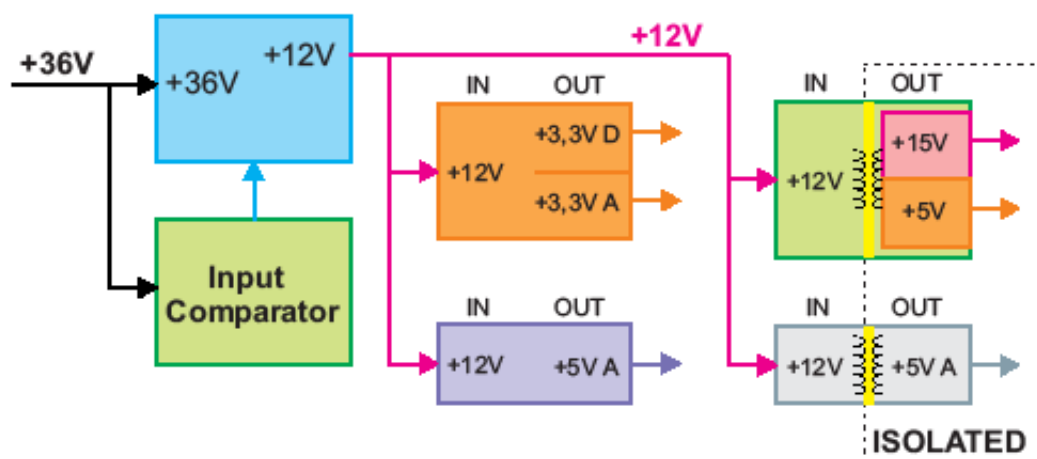 +36V
+36V
+12V
Input
Comparator
+12V
IN OUT
+12V
+3,3V D
+3,3V A
IN OUT
+12V +5V A
IN OUT
+12V
+15V
+5V
IN OUT
+12V +5V A
ISOLATED